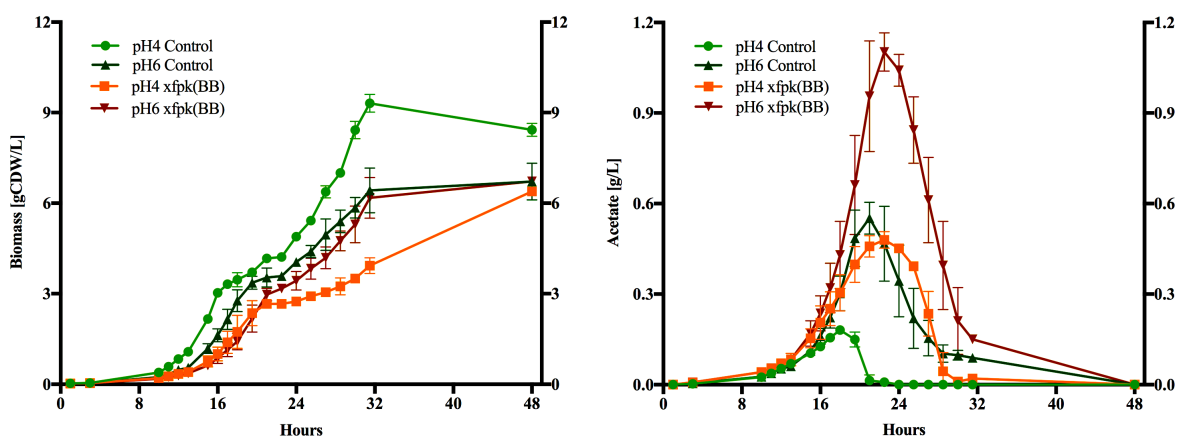 12
9
6
3
0
Biomass [gCDW/L]
pH4 Control
pH6 Control
pH4 xfpk(BB)
pH6 xfpk(BB)
12
9
6
3
0
0 8 16 24 32 40 48
Hours
1.2
0.9
0.6
0.3
0.0
Acetate [g/L]
pH4 Control
pH6 Control
pH4 xfpk(BB)
pH6 xfpk(BB)
1.2
0.9
0.6
0.3
0.0
0 8 16 24 32 40 48
Hours